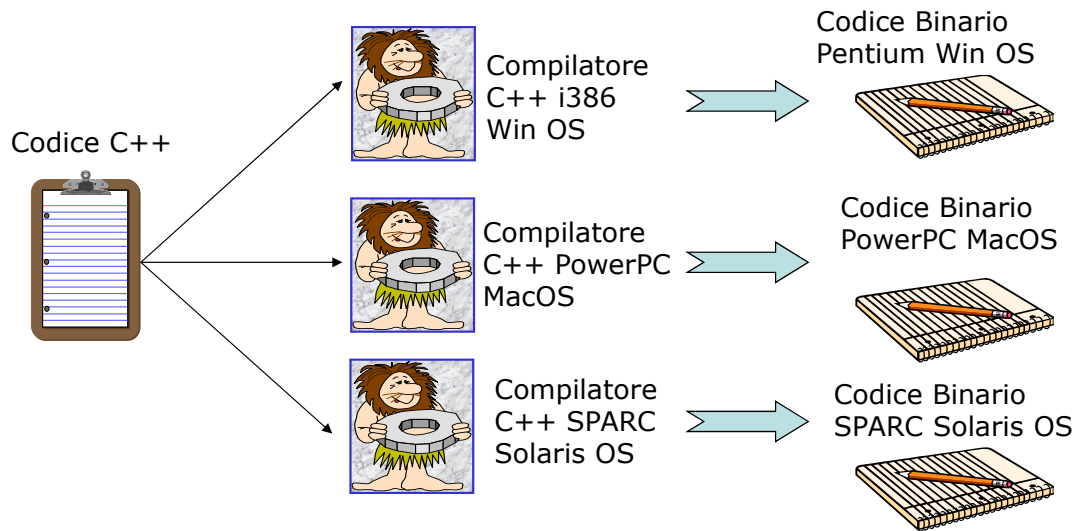 Codice C++
Compilatore
C++ i386
Win OS
Codice Binario
Pentium Win OS
Compilatore
C++ PowerPC
MacOS
Codice Binario
PowerPC MacOS
Compilatore
C++ SPARC
Solaris OS
Codice Binario
SPARC Solaris OS